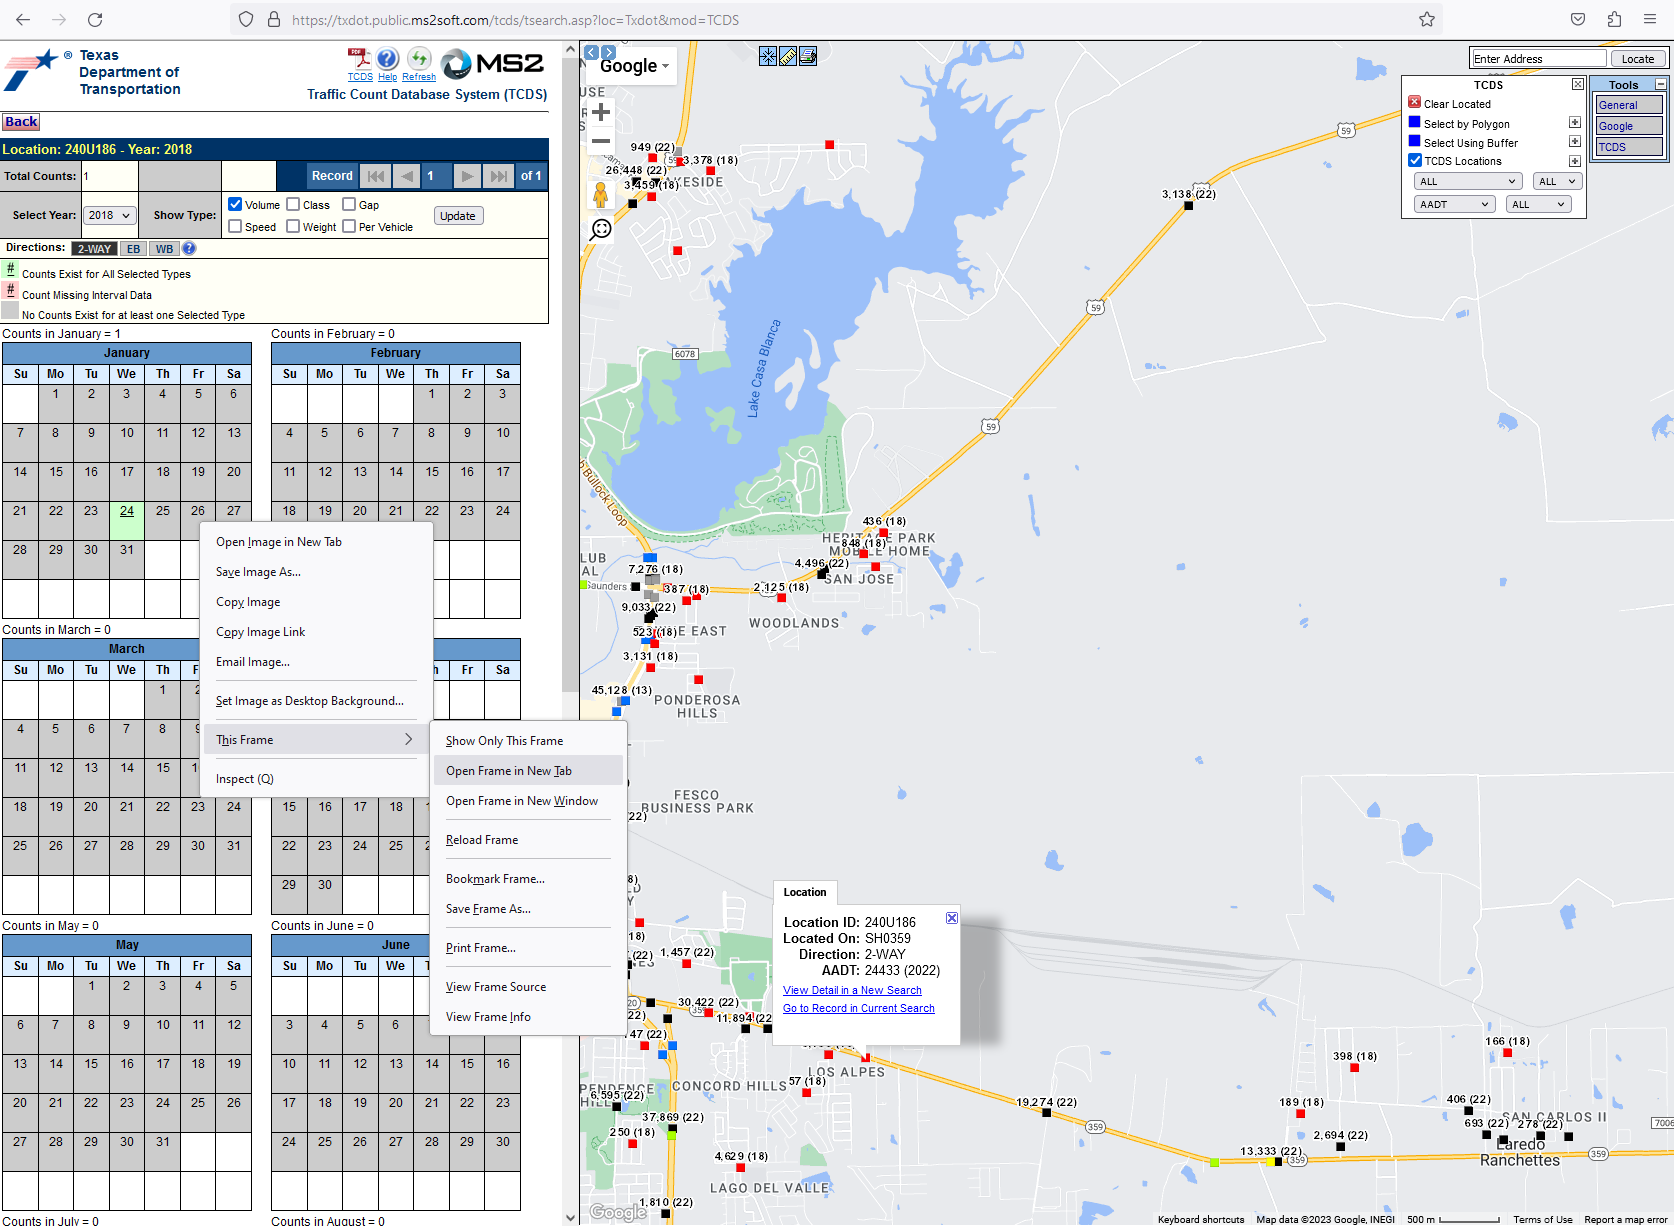 https://txdot.public.ms2soft.com/tcds/tsearch.asp?loc=Txdot&mod=TCDS
Texas
Department of
Transportation
®
TCDS Help Refresh
MS2
Traffic Count Database System (TCDS)
Back
Location: 240U186 - Year: 2018
Total Counts: 1
Record 1 of 1
Select Year: 2018
Show Type: Volume Class Gap
Speed Weight Per Vehicle
Update
Directions: 2-WAY EB WB ?
# Counts Exist for All Selected Types
# Count Missing Interval Data
No Counts Exist for at least one Selected Type
Counts in January = 1
January
Su Mo Tu We Th Fr Sa
1 2 3 4 5 6
7 8 9 10 11 12 13
14 15 16 17 18 19 20
21 22 23 24 25 26 27
28 29 30 31
Counts in February = 0
February
Su Mo Tu We Th Fr Sa
1 2 3
4 5 6 7 8 9 10
11 12 13 14 15 16 17
18 19 20 21 22 23 24
Counts in March = 0
March
Su Mo Tu We Th F
1 2
4 5 6 7 8 9
11 12 13 14 15 1
18 19 20 21 22 23 24
25 26 27 28 29 30 31
h Fr Sa
15 16 17 18
22 23 24 25 2
29 30
Counts in May = 0
May
Su Mo Tu We Th Fr Sa
1 2 3 4 5
6 7 8 9 10 11 12
13 14 15 16 17 18 19
20 21 22 23 24 25 26
27 28 29 30 31
Counts in June = 0
June
Su Mo Tu We T
3 4 5 6
10 11 12 13 14 15 16
17 18 19 20 21 22 23
24 25 26 27 28 29 30
Counts in July = 0
Counts in August = 0
Open Image in New Tab
Save Image As...
Copy Image
Copy Image Link
Email Image...
Set Image as Desktop Background...
This Frame
Inspect (Q)
Show Only This Frame
Open Frame in New Tab
Open Frame in New Window
Reload Frame
Bookmark Frame...
Save Frame As...
Print Frame...
View Frame Source
View Frame Info
Google
Enter Address
Locate
TCDS
Clear Located
Select by Polygon
Select Using Buffer
TCDS Locations
ALL ALL
AADT ALL
Tools
General
Google
TCDS
USE
949 (22)
59
3,378 (18)
26,448 (22)
KESIDE
3,459 (18)
59
3,138 (22)
59
59
6078
Lake Casa Blanca
59
b Bullock Loop
436 (18)
HERITAGE PARK
MOBILE HOME
848 (18)
4,496 (22)
SAN JOSE
LUB
AL
7,276 (18)
Saunders
387 (18)
2,125 (18)
9,033 (22)
WOODLANDS
523 (18)
NE EAST
3,131 (18)
45,128 (13)
PONDEROSA
HILLS
FESCO
BUSINESS PARK
22)
8)
D
Y
18)
(22)
ES
1,457 (22)
20
30,422 (22)
359
11,894 (22)
22)
147 (22)
Location
Location ID: 240U186
Located On: SH0359
Direction: 2-WAY
AADT: 24433 (2022)
View Detail in a New Search
Go to Record in Current Search
LOS ALPES
CONCORD HILLS
57 (18)
PENDENCE
HILL
6,595 (22)
37,869 (22)
250 (18)
4,629 (18)
LAGO DEL VALLE
1,810 (22)
19,274 (22)
359
398 (18)
166 (18)
189 (18)
406 (22)
SAN CARLOS II
7006
693 (22)
278 (22)
2,694 (22)
13,333 (22)
359
Laredo
Ranchettes
359
Google
Keyboard shortcuts
Map data ©2023 Google, INEGI
500 m
Terms of Use
Report a map error